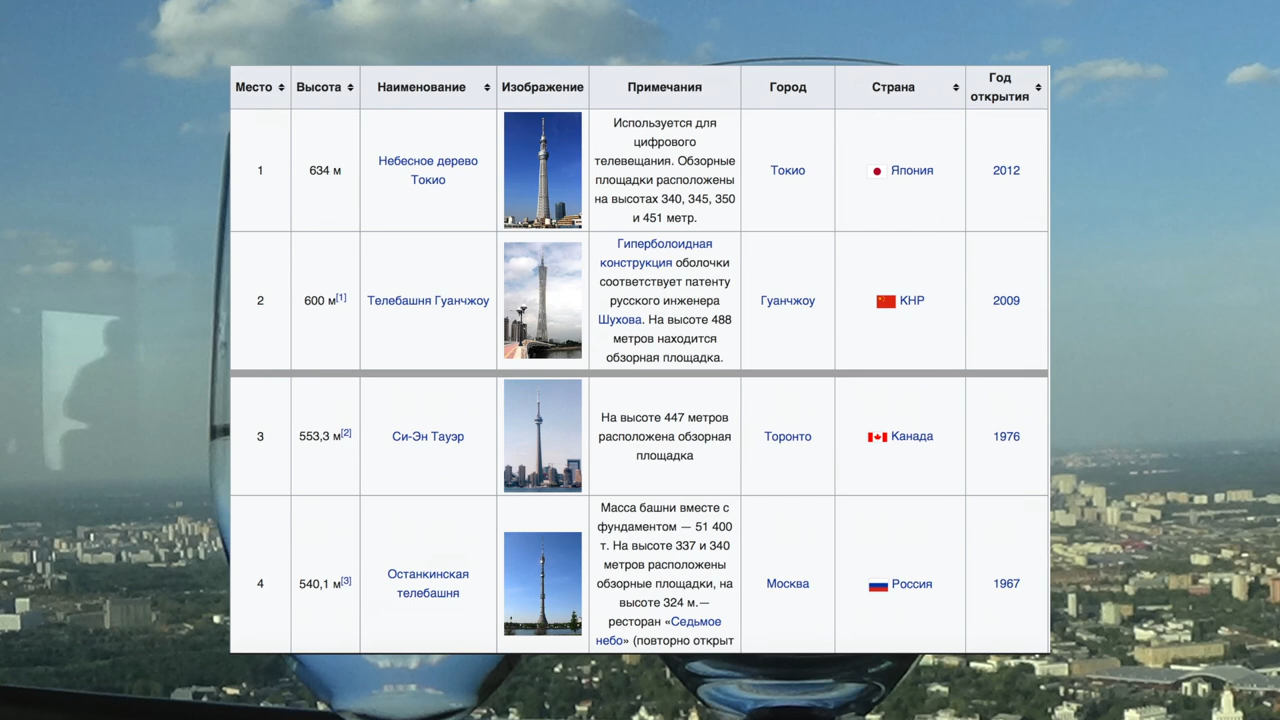 Место
Высота
Наименование
Изображение
Примечания
Город
Страна
Год
открытия
1
634 м
Небесное дерево
Токио
Используется для
цифрового
телевещания. Обзорные
площадки расположены
на высотах 340, 345, 350
и 451 метр.
Токио
Япония
2012
2
600 м[1]
Телебашня Гуанчжоу
Гиперболоидная
конструкция оболочки
соответствует патенту
русского инженера
Шухова. На высоте 488
метров находится
обзорная площадка.
Гуанчжоу
КНР
2009
3
553,3 м[2]
Си-Эн Тауэр
На высоте 447 метров
расположена обзорная
площадка
Торонто
Канада
1976
4
540,1 м[3]
Останкинская
телебашня
Масса башни вместе с
фундаментом — 51 400
т. На высоте 337 и 340
метров расположены
обзорные площадки, на
высоте 324 м.—
ресторан «Седьмое
небо» (повторно открыт
Москва
Россия
1967